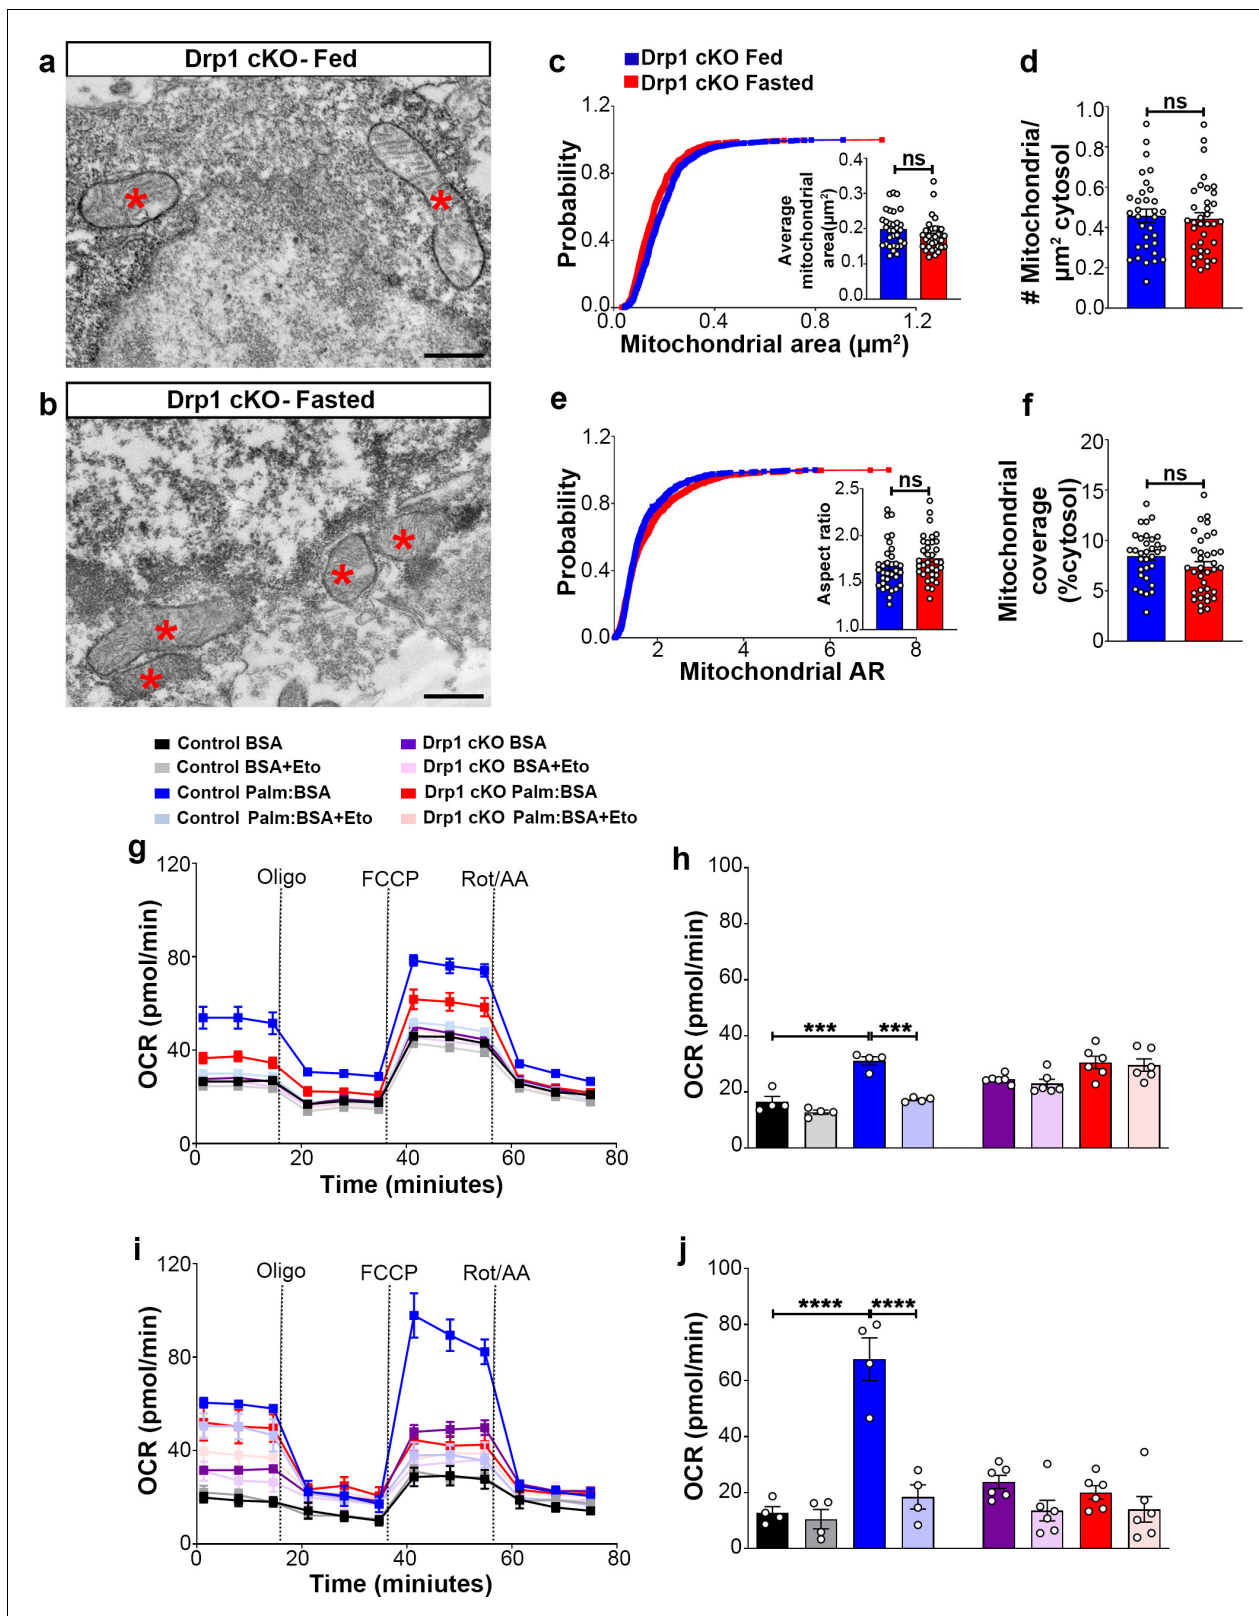 a
Drp1 cKO- Fed
*
*
b
Drp1 cKO- Fasted
*
*
*
*
c
Drp1 cKO Fed
Drp1 cKO Fasted
Probability
1.2
0.8
0.4
0.0
0.0
0.4
0.8
1.2
Mitochondrial area (µm²)
Average
mitochondrial
area(µm²)
0.4
0.3
0.2
0.1
0.0
ns
d
# Mitochondria/
µm² cytosol
1.0
0.8
0.6
0.4
0.2
0.0
ns
e
Probability
1.2
0.8
0.4
0.0
2
4
6
8
Mitochondrial AR
Aspect ratio
2.5
2.0
1.5
1.0
ns
f
Mitochondrial
coverage
(%cytosol)
20
15
10
5
0
ns
Control BSA
Control BSA+Eto
Control Palm:BSA
Control Palm:BSA+Eto
Drp1 cKO BSA
Drp1 cKO BSA+Eto
Drp1 cKO Palm:BSA
Drp1 cKO Palm:BSA+Eto
g
OCR (pmol/min)
120
80
40
0
Oligo
FCCP
Rot/AA
0
20
40
60
80
Time (miniutes)
h
OCR (pmol/min)
100
80
60
40
20
0
***
***
i
OCR (pmol/min)
120
80
40
0
Oligo
FCCP
Rot/AA
0
20
40
60
80
Time (miniutes)
j
OCR (pmol/min)
100
80
60
40
20
0
****
****